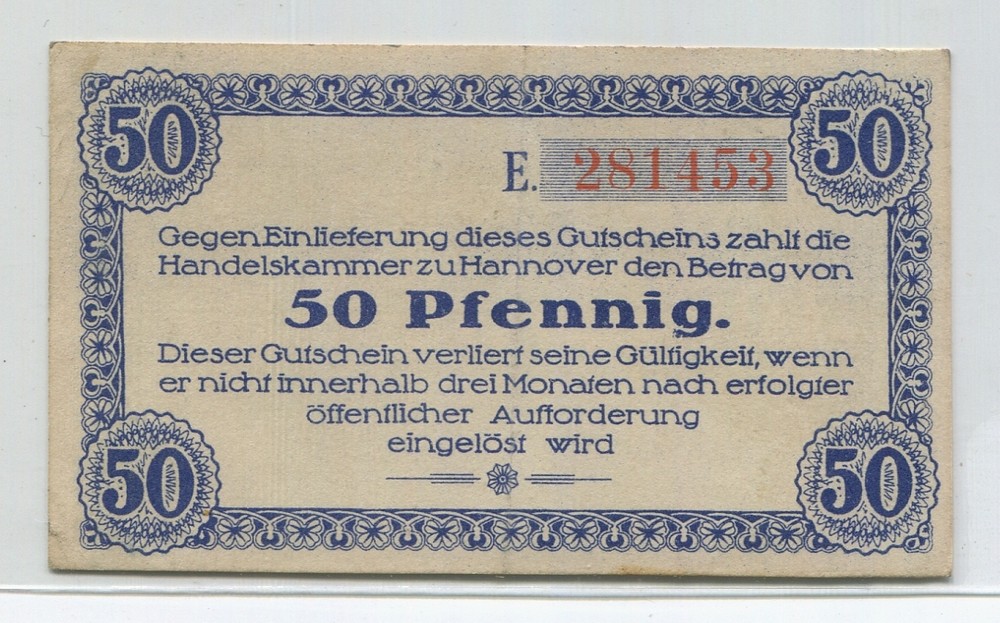 50 50
E. 281453
Gegen Einlieferung dieses Gutscheins zahlt die
Handelskammer zu Hannover den Betrag von
50 Pfennig.
Dieser Gutschein verliert seine Gültigkeit, wenn
er nicht innerhalb drei Monaten nach erfolgter
öffentlicher Aufforderung
eingelöst wird
50 50